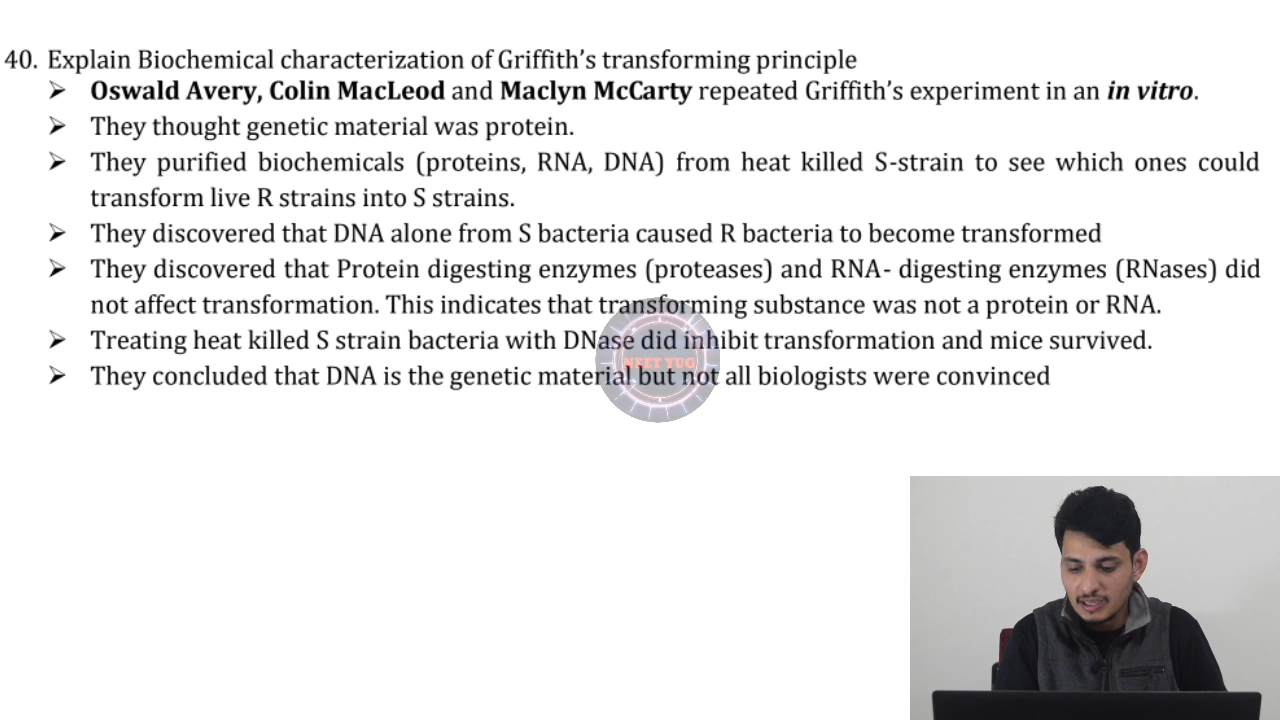 40. Explain Biochemical characterization of Griffith's transforming principle
➢ Oswald Avery, Colin MacLeod and Maclyn McCarty repeated Griffith's experiment in an in vitro.
➢ They thought genetic material was protein.
➢ They purified biochemicals (proteins, RNA, DNA) from heat killed S-strain to see which ones could
transform live R strains into S strains.
➢ They discovered that DNA alone from S bacteria caused R bacteria to become transformed
➢ They discovered that Protein digesting enzymes (proteases) and RNA- digesting enzymes (RNases) did
not affect transformation. This indicates that transforming substance was not a protein or RNA.
➢ Treating heat killed S strain bacteria with DNase did inhibit transformation and mice survived.
NEET YUG
➢ They concluded that DNA is the genetic material but not all biologists were convinced